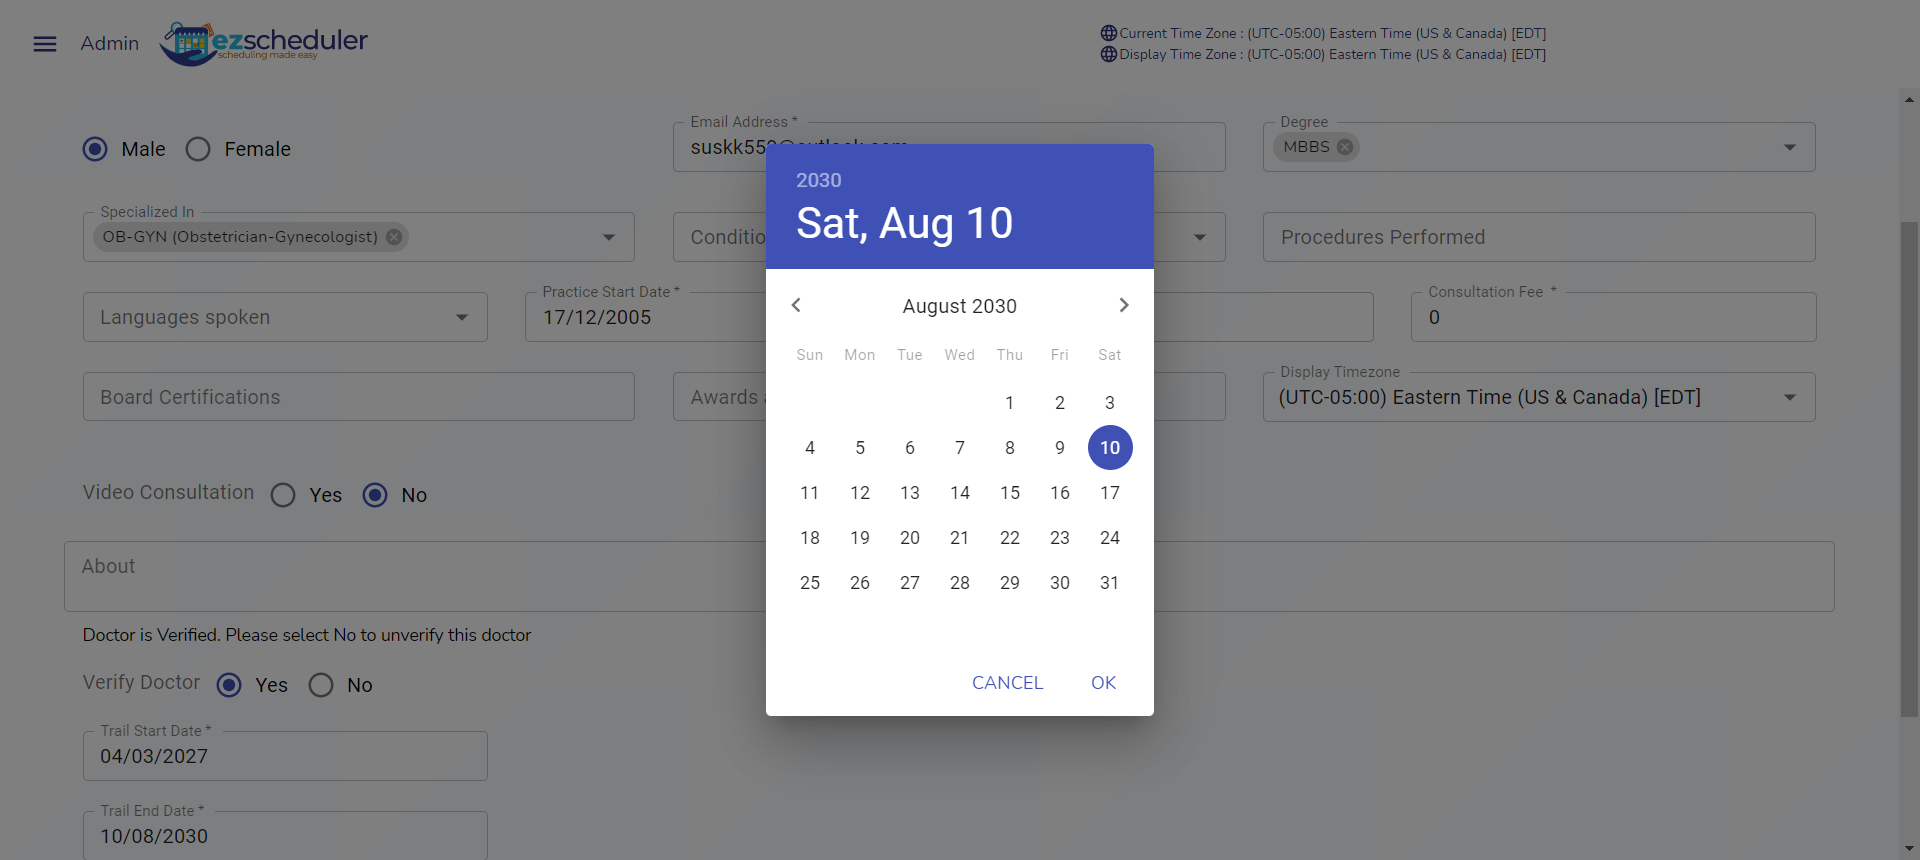 Admin
ezscheduler
scheduling made easy
Current Time Zone : (UTC-05:00) Eastern Time (US & Canada) [EDT]
Display Time Zone : (UTC-05:00) Eastern Time (US & Canada) [EDT]
Male
Female
Email Address *
Degree
MBBS
Specialized In
OB-GYN (Obstetrician-Gynecologist)
Procedures Performed
Languages spoken
Practice Start Date *
17/12/2005
Consultation Fee *
0
Board Certifications
Awards
Display Timezone
(UTC-05:00) Eastern Time (US & Canada) [EDT]
Video Consultation
Yes
No
About
Doctor is Verified. Please select No to unverify this doctor
Verify Doctor
Yes
No
Trail Start Date *
04/03/2027
Trail End Date *
10/08/2030
2030
Sat, Aug 10
August 2030
Sun Mon Tue Wed Thu Fri Sat
1 2 3
4 5 6 7 8 9 10
11 12 13 14 15 16 17
18 19 20 21 22 23 24
25 26 27 28 29 30 31
CANCEL
OK